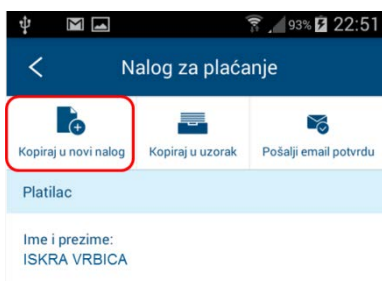 93% 22:51
Nalog za plaćanje
Kopiraj u novi nalog Kopiraj u uzorak Pošalji email potvrdu
Platilac
Ime i prezime:
ISKRA VRBICA